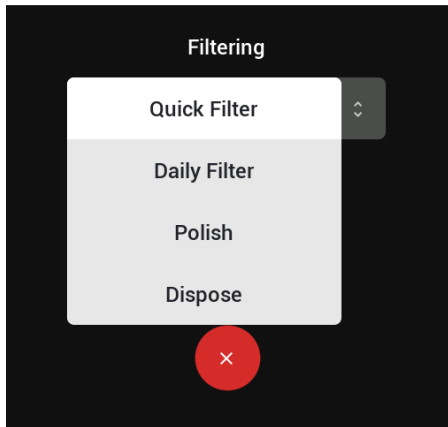 Filtering
Quick Filter
Daily Filter
Polish
Dispose